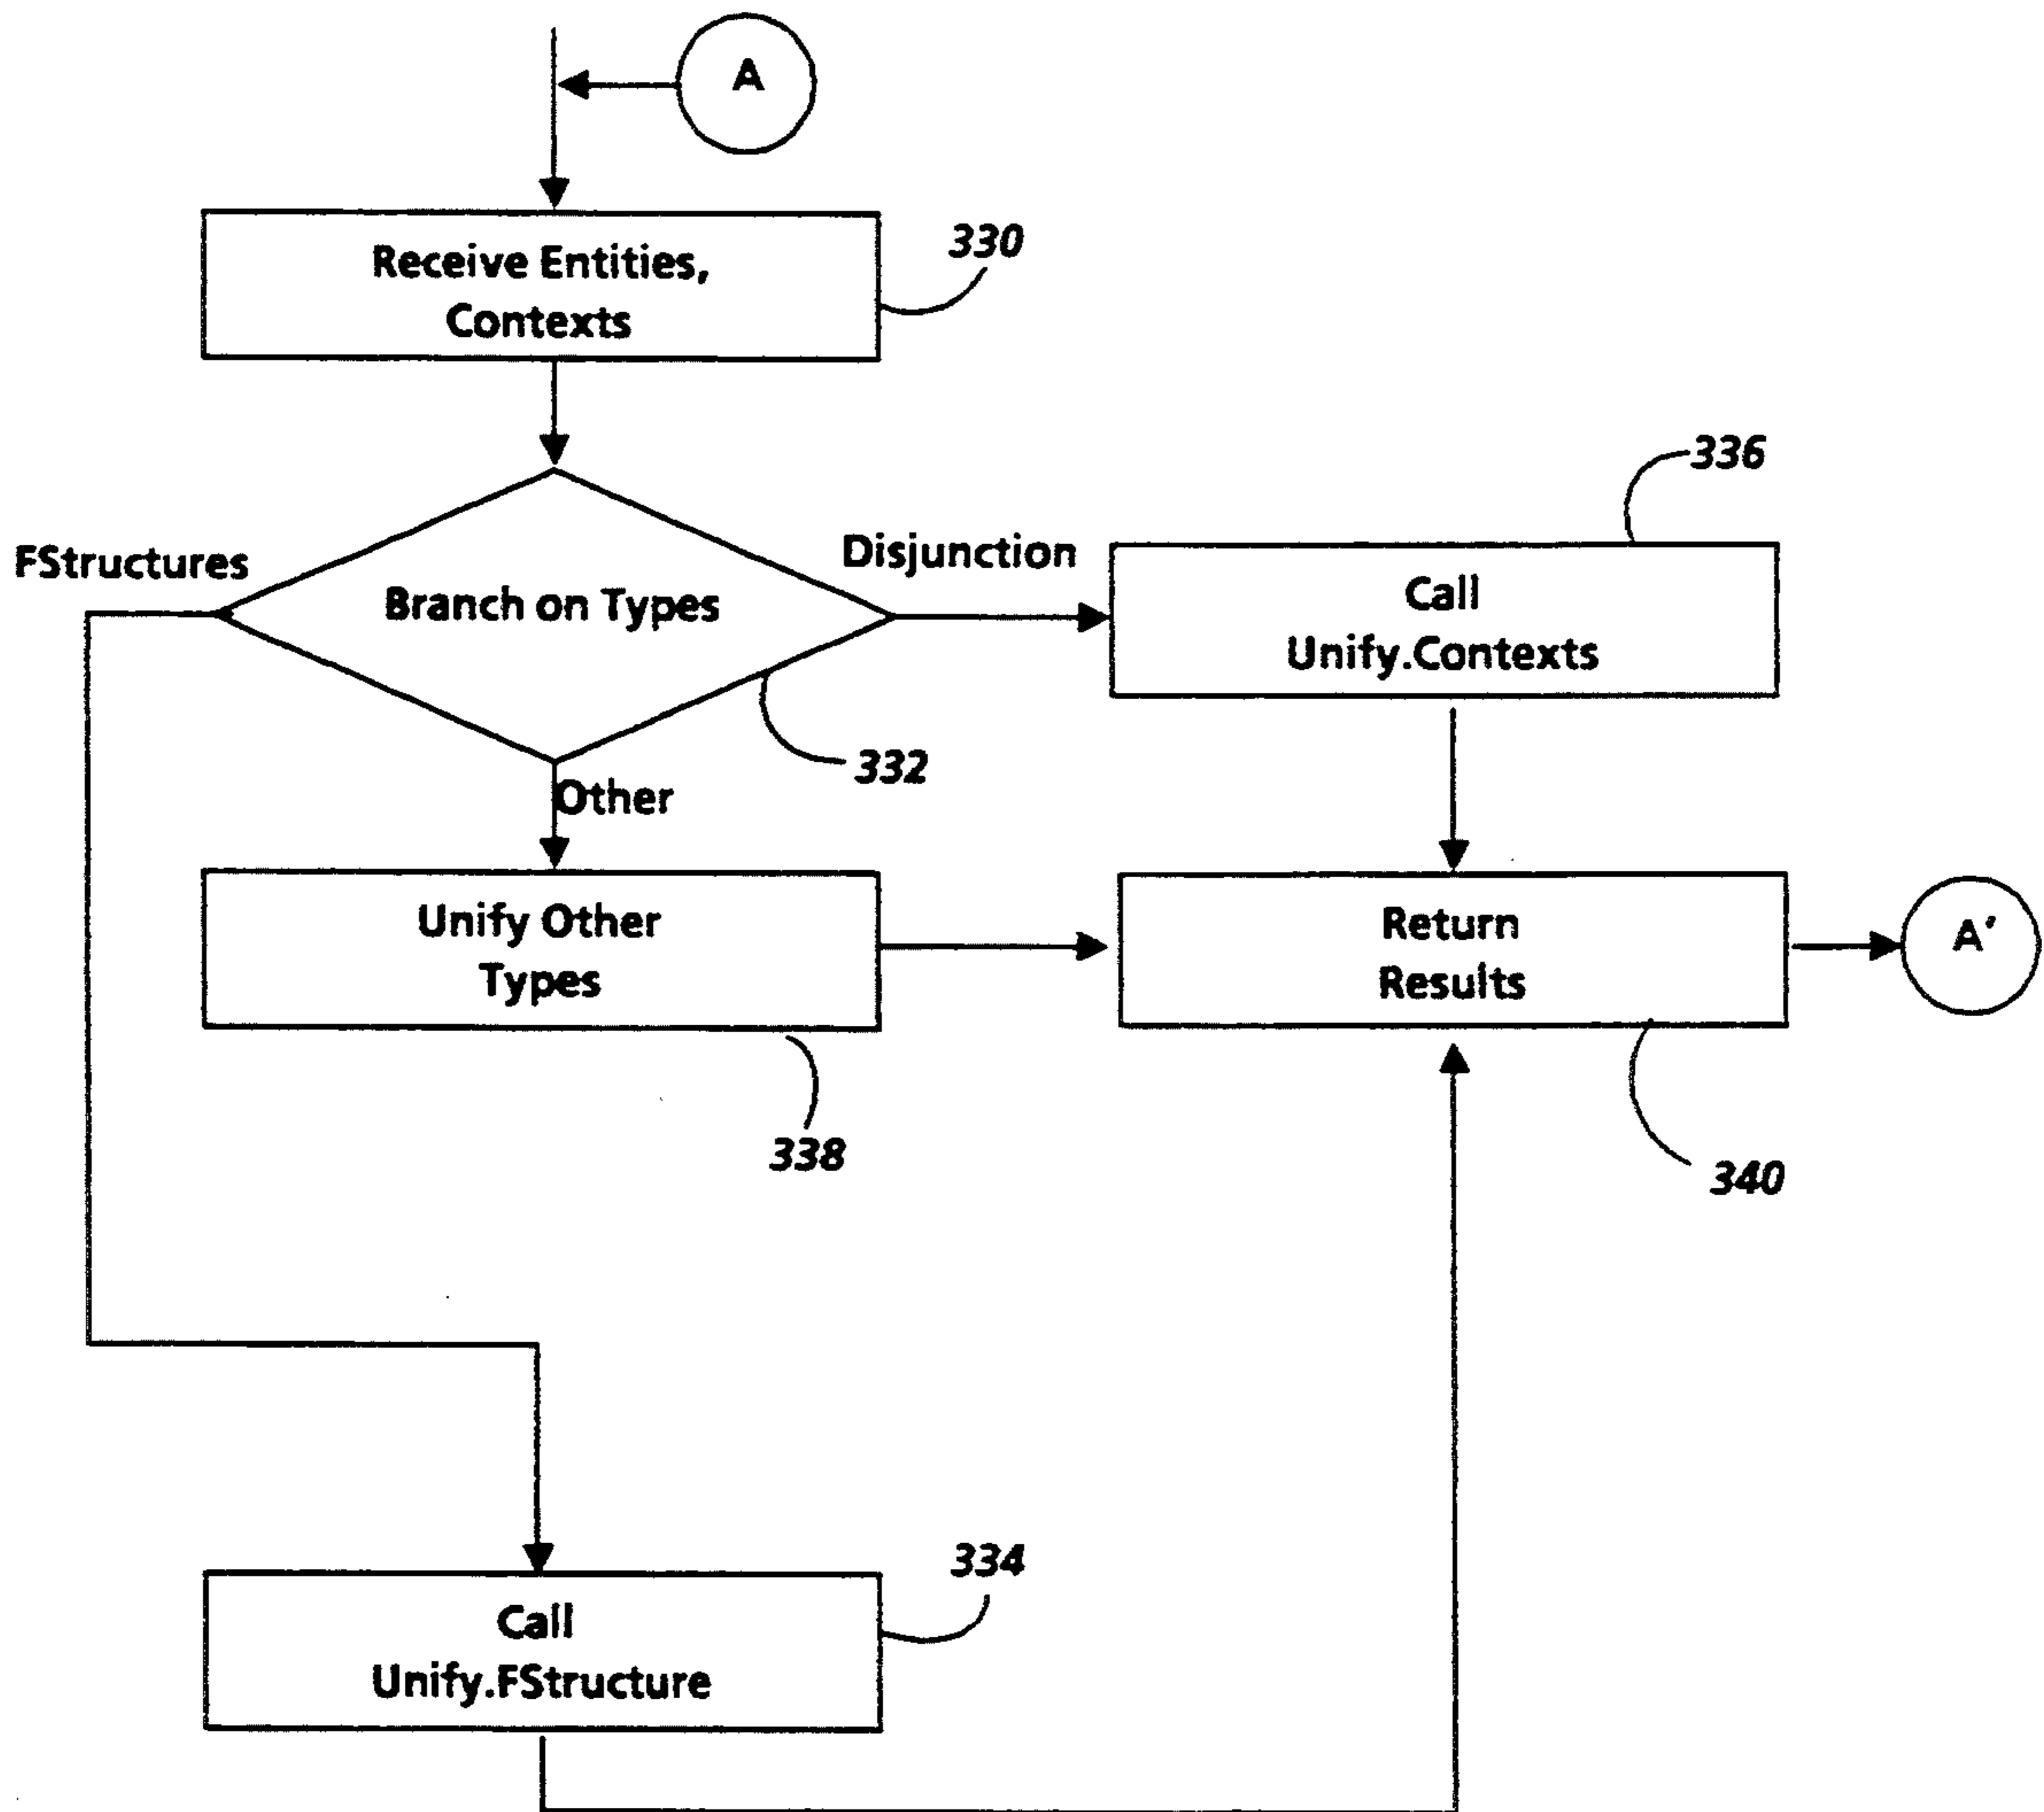 A
Receive Entities,
Contexts
330
336
FStructures
Disjunction
Branch on Types
Call
Unify.Contexts
332
Other
Unify Other
Types
Return
Results
A'
338
340
334
Call
Unify.FStructure